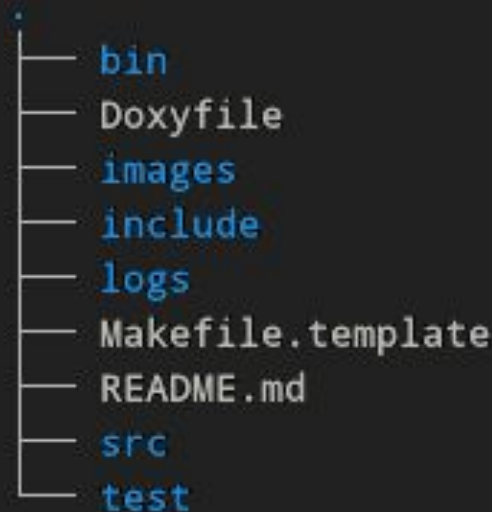 .
bin
Doxyfile
images
include
logs
Makefile.template
README.md
src
test